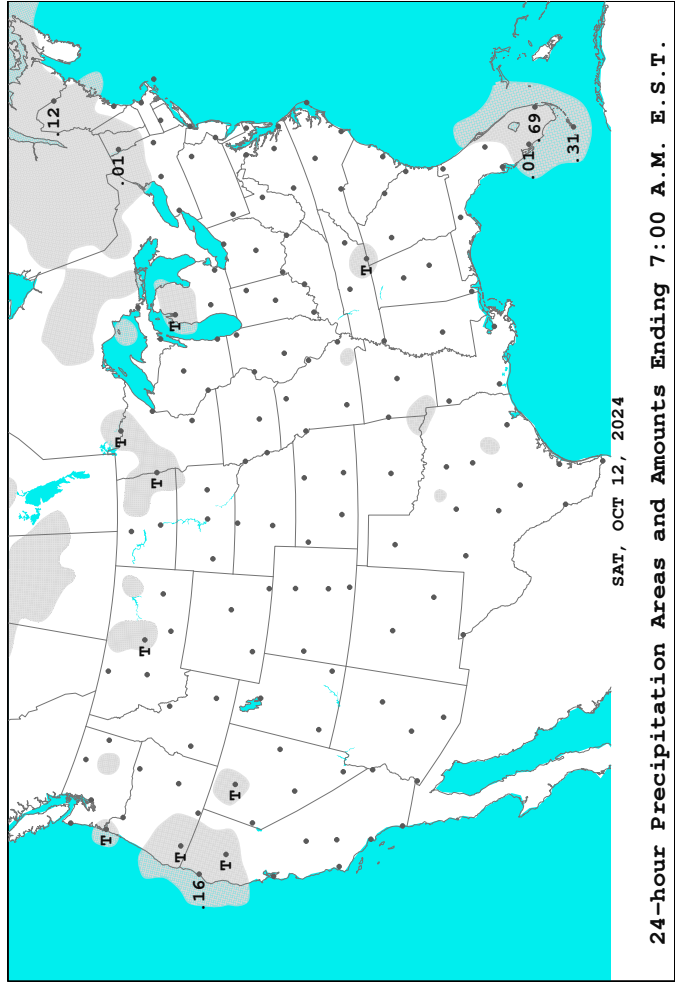 .12
T
.01
T
T
T
T
T
.16
T
T
T
.01 .69
.31
SAT, OCT 12, 2024
24-hour Precipitation Areas and Amounts Ending 7:00 A.M. E.S.T.